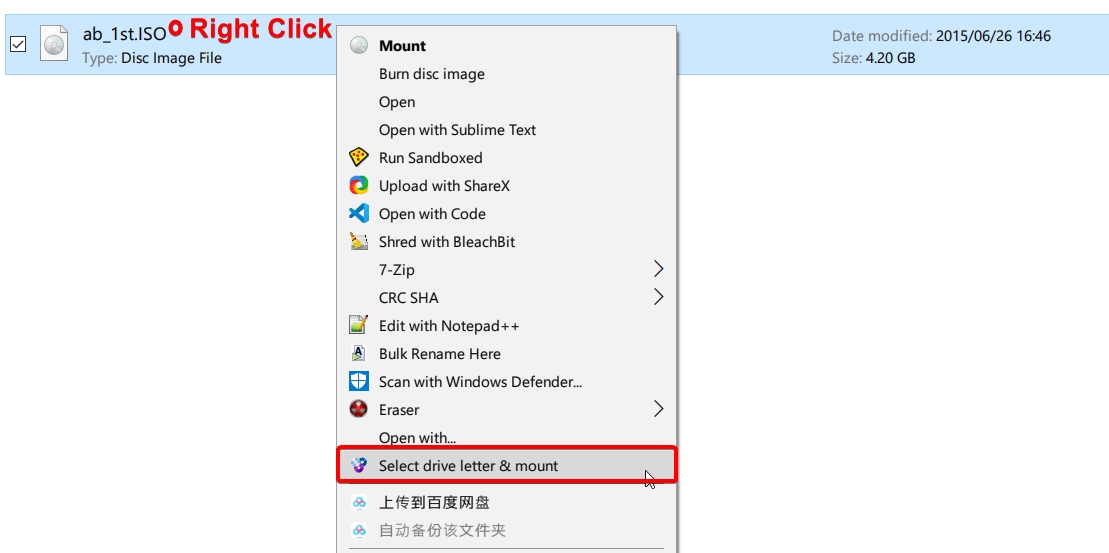 ab_1st.ISO Right Click
Type: Disc Image File
Date modified: 2015/06/26 16:46
Size: 4.20 GB
Mount
Burn disc image
Open
Open with Sublime Text
Run Sandboxed
Upload with ShareX
Open with Code
Shred with BleachBit
7-Zip
CRC SHA
Edit with Notepad++
Bulk Rename Here
Scan with Windows Defender...
Eraser
Open with...
Select drive letter & mount
上传到百度网盘
自动备份该文件夹